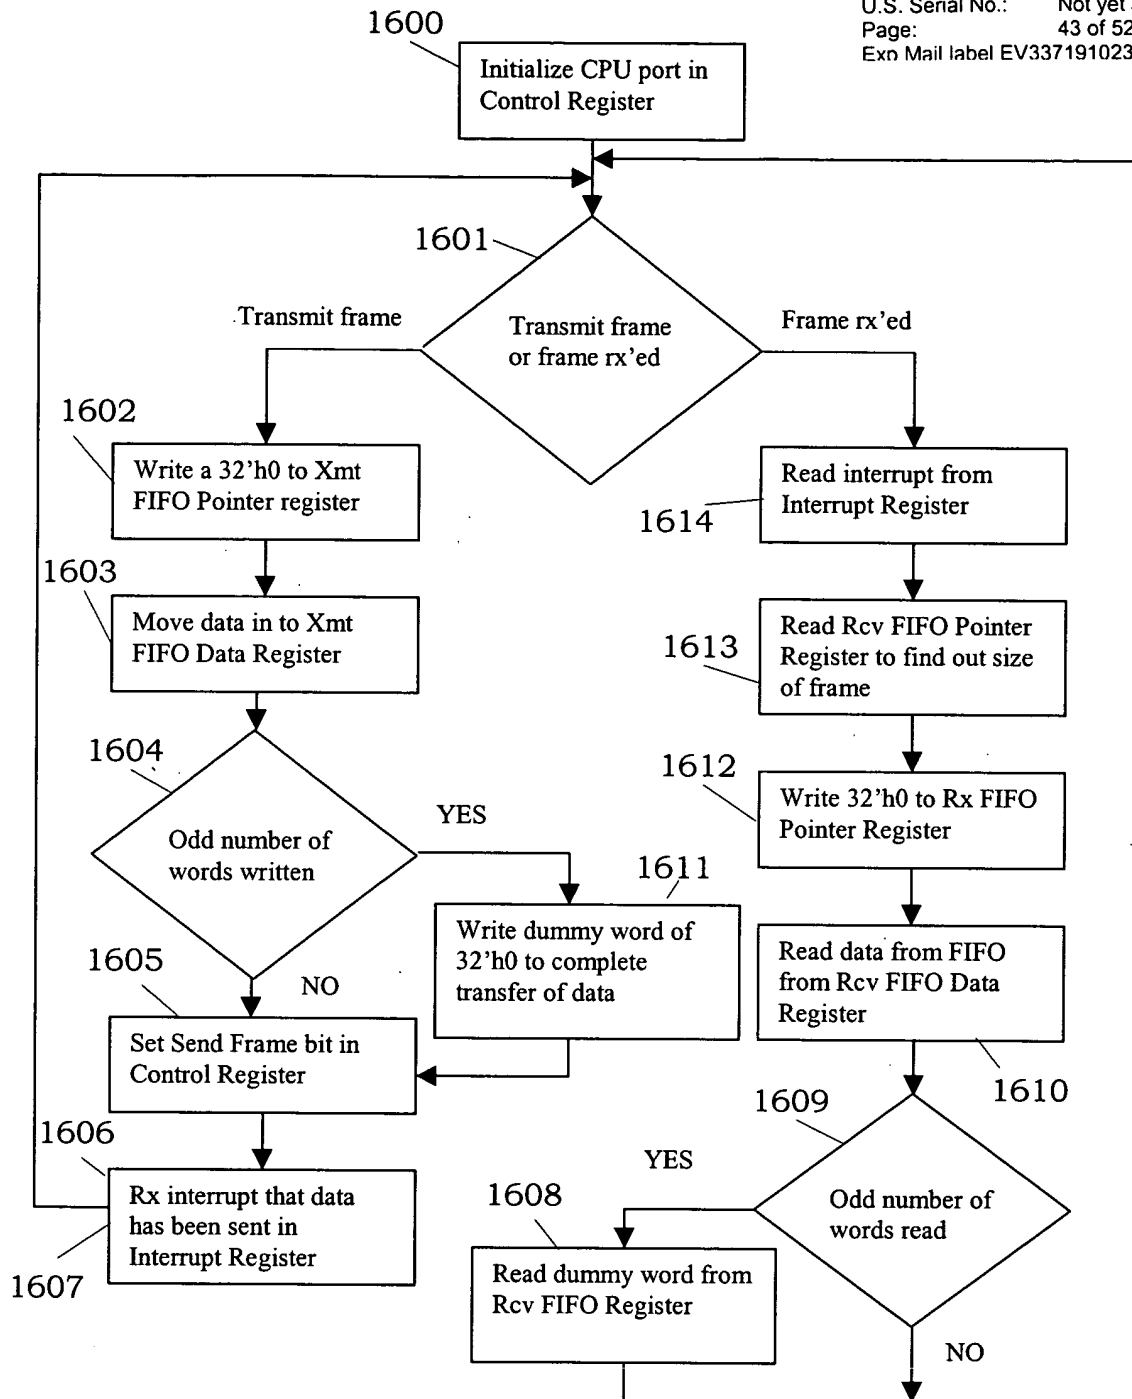 U.S. Serial No.: Not yet
Page: 43 of 52
Exp Mail label EV337191023
1600
Initialize CPU port in
Control Register
1601
Transmit frame
Transmit frame
or frame rx'ed
Frame rx'ed
1602
Write a 32'h0 to Xmt
FIFO Pointer register
Read interrupt from
Interrupt Register
1614
1603
Move data in to Xmt
FIFO Data Register
Read Rcv FIFO Pointer
Register to find out size
of frame
1613
1604
Odd number of
words written
YES
1612
Write 32'h0 to Rx FIFO
Pointer Register
1611
Write dummy word of
32'h0 to complete
transfer of data
Read data from FIFO
from Rcv FIFO Data
Register
1610
1605
NO
Set Send Frame bit in
Control Register
1609
Odd number of
words read
YES
1606
Rx interrupt that data
has been sent in
Interrupt Register
1607
1608
Read dummy word from
Rcv FIFO Register
NO